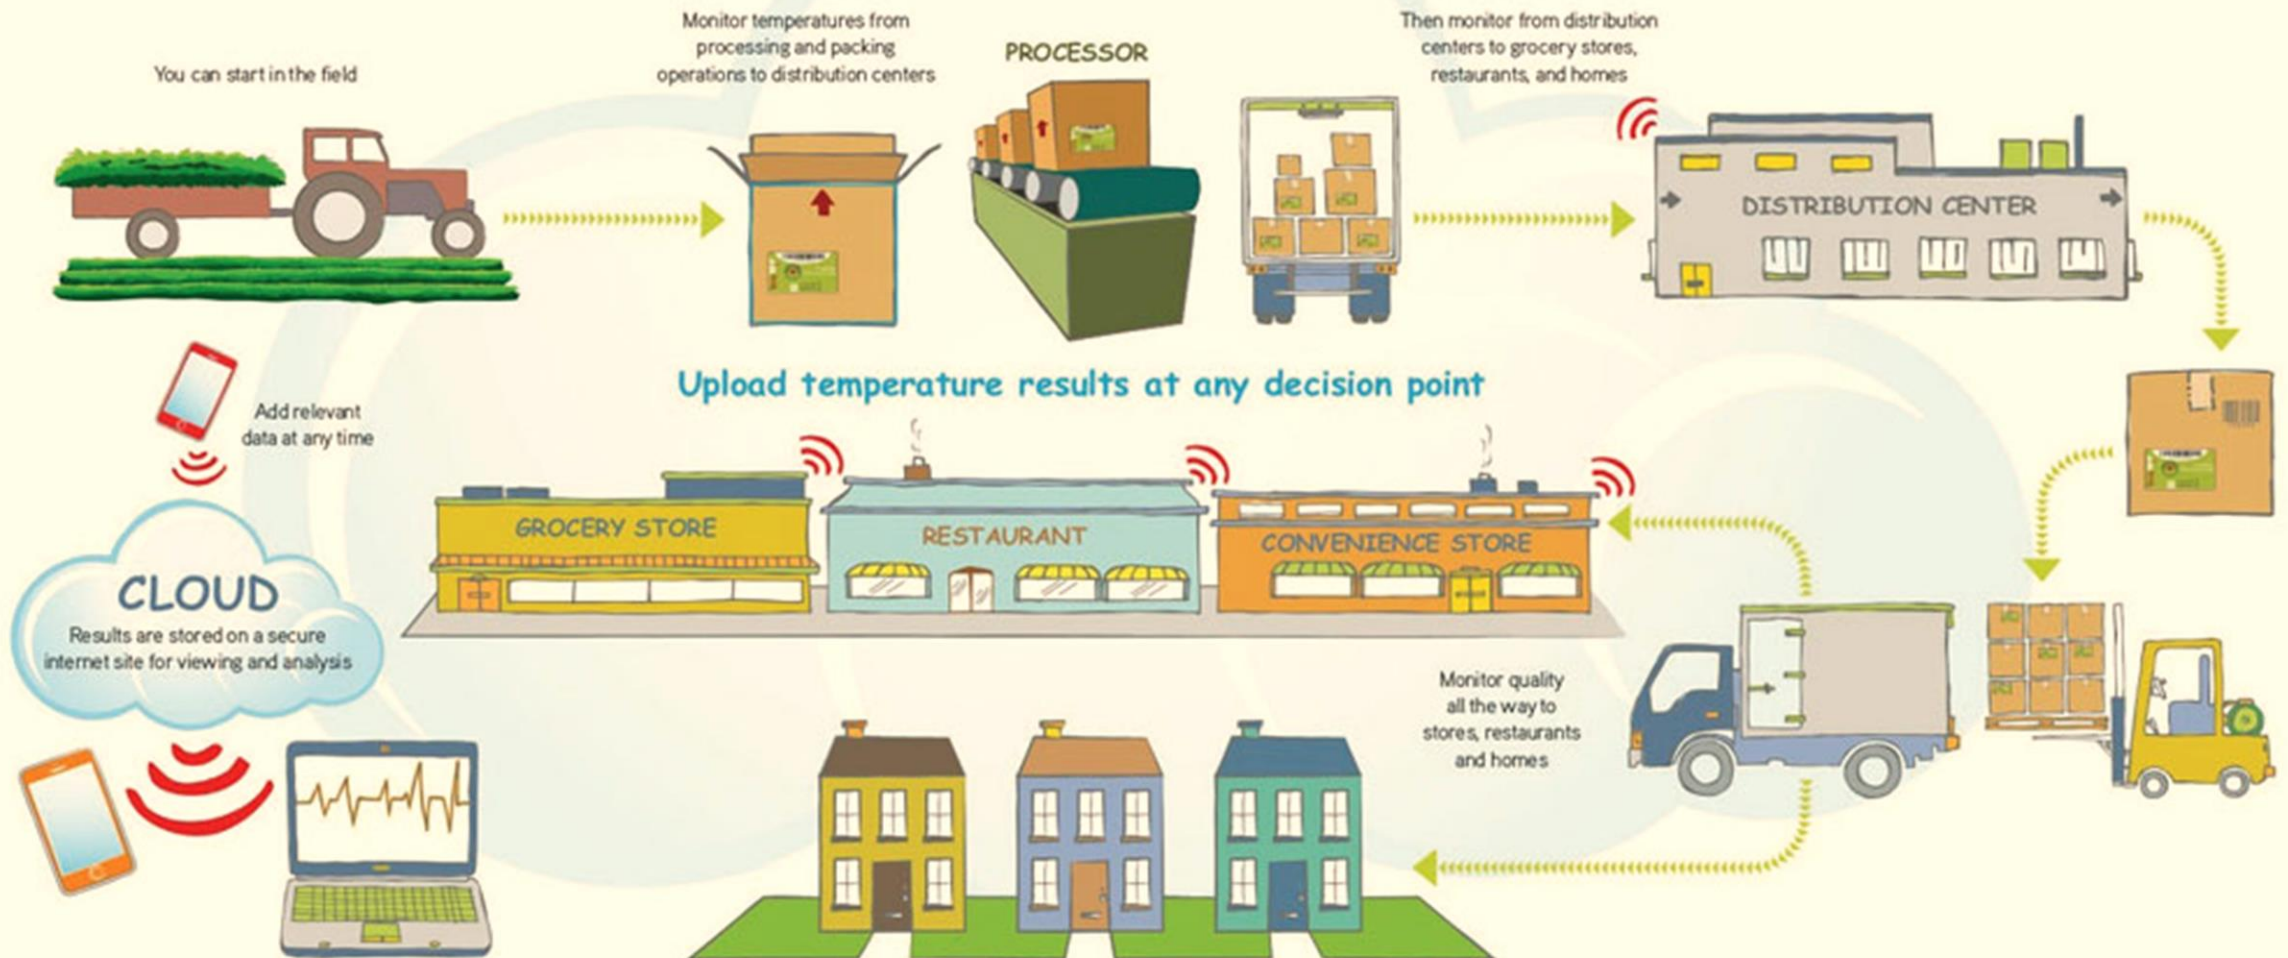 You can start in the field
Monitor temperatures from
processing and packing
operations to distribution centers
PROCESSOR
Then monitor from distribution
centers to grocery stores,
restaurants, and homes
DISTRIBUTION CENTER
Upload temperature results at any decision point
Add relevant
data at any time
GROCERY STORE
RESTAURANT
CONVENIENCE STORE
CLOUD
Results are stored on a secure
internet site for viewing and analysis
Monitor quality
all the way to
stores, restaurants
and homes